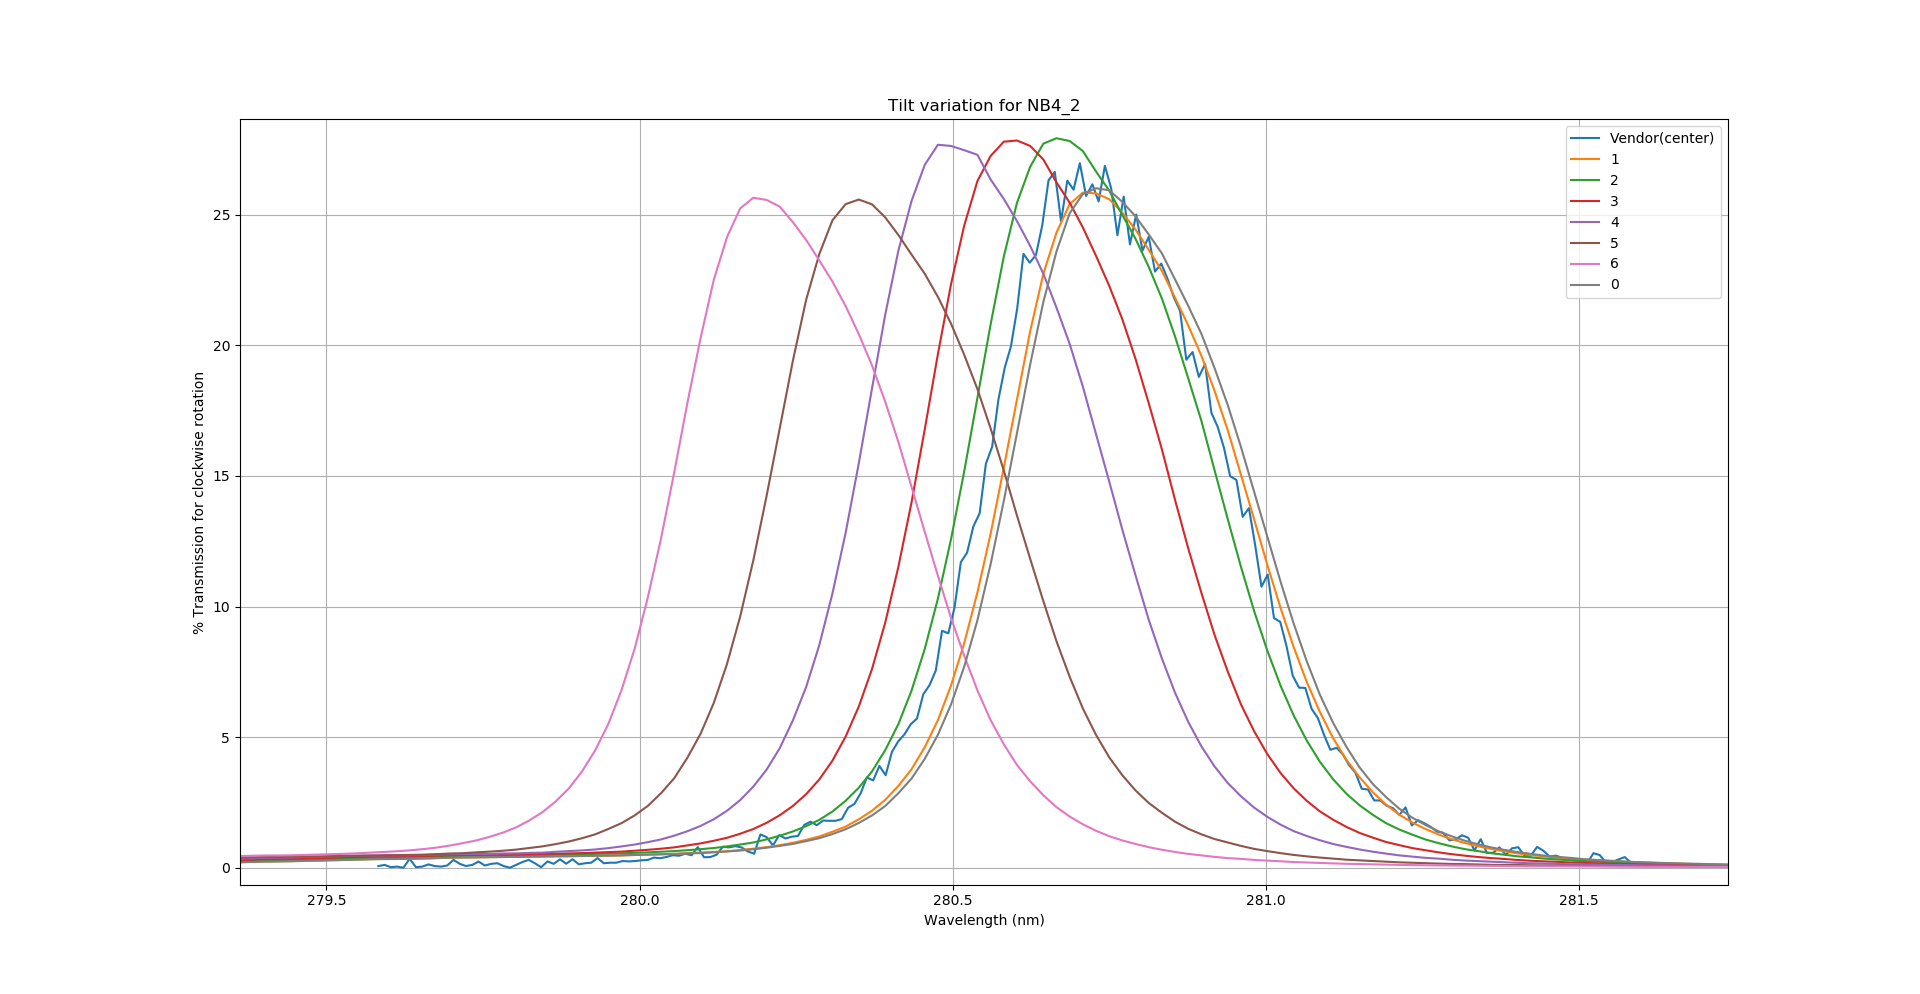 Tilt variation for NB4_2
Vendor(center)
1
2
3
4
5
6
0
% Transmission for clockwise rotation
25
20
15
10
5
0
279.5 280.0 280.5 281.0 281.5
Wavelength (nm)